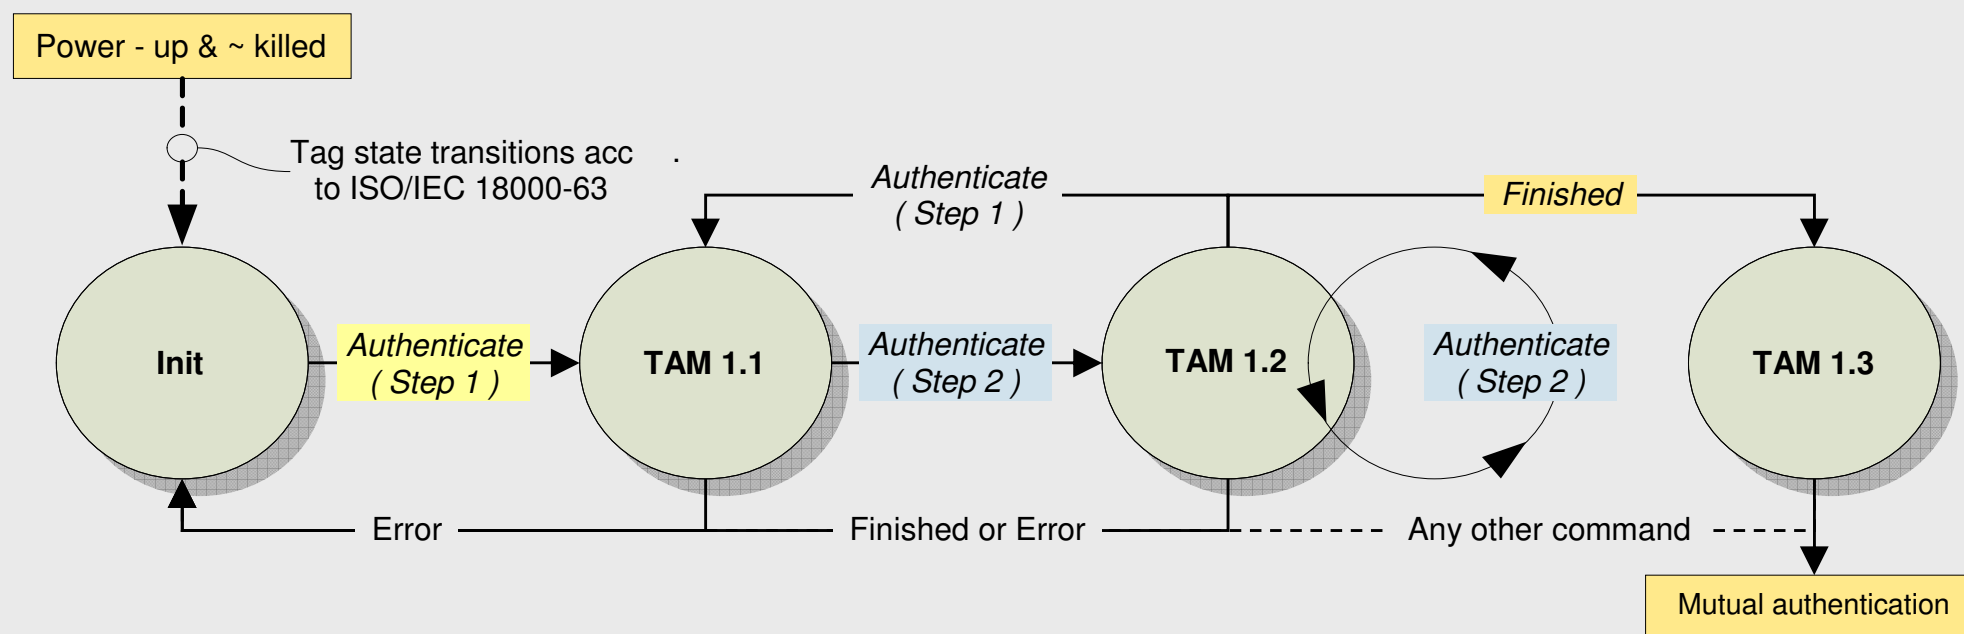 Power - up & ~ killed
Tag state transitions acc .
to ISO/IEC 18000-63
Authenticate
( Step 1 )
Finished
Init
Authenticate
( Step 1 )
TAM 1.1
Authenticate
( Step 2 )
TAM 1.2
Authenticate
( Step 2 )
TAM 1.3
Error
Finished or Error
Any other command
Mutual authentication